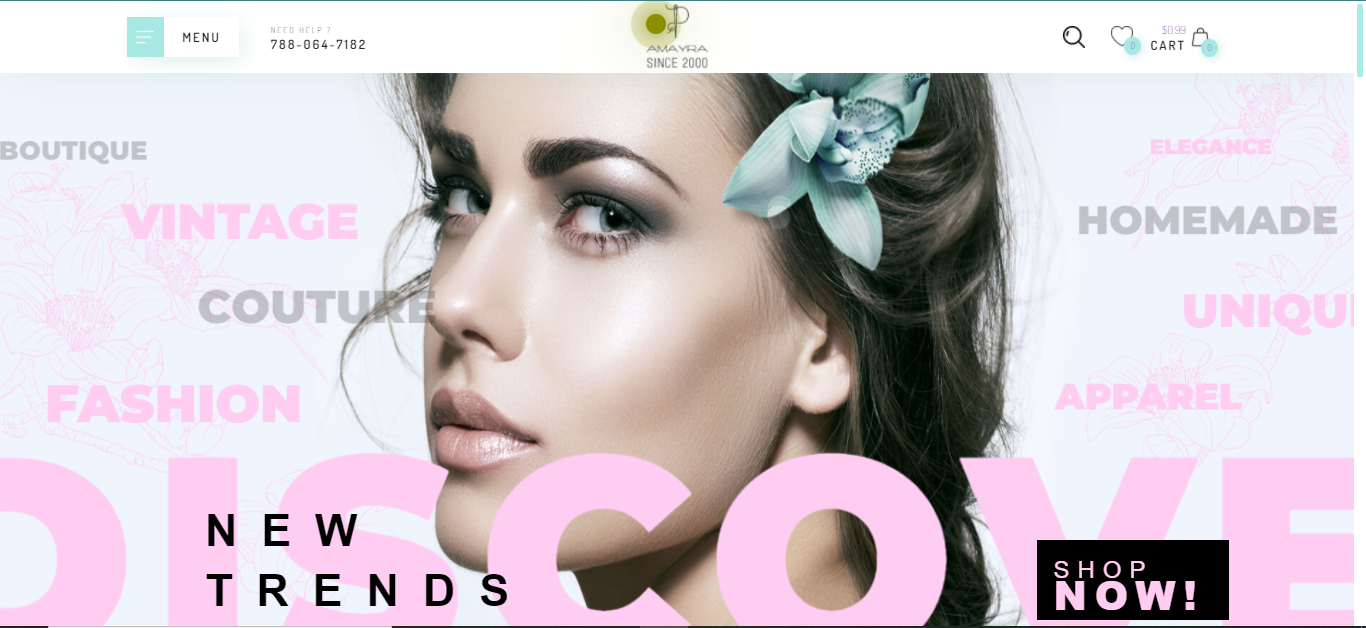 MENU
NEED HELP ?
788-064-7182
AMAYRA
SINCE 2000
0
$0.99
CART
0
BOUTIQUE
ELEGANCE
VINTAGE
HOMEMADE
COUTURE
UNIQU
FASHION
APPAREL
DISCOVE
NEW
TRENDS
SHOP
NOW!